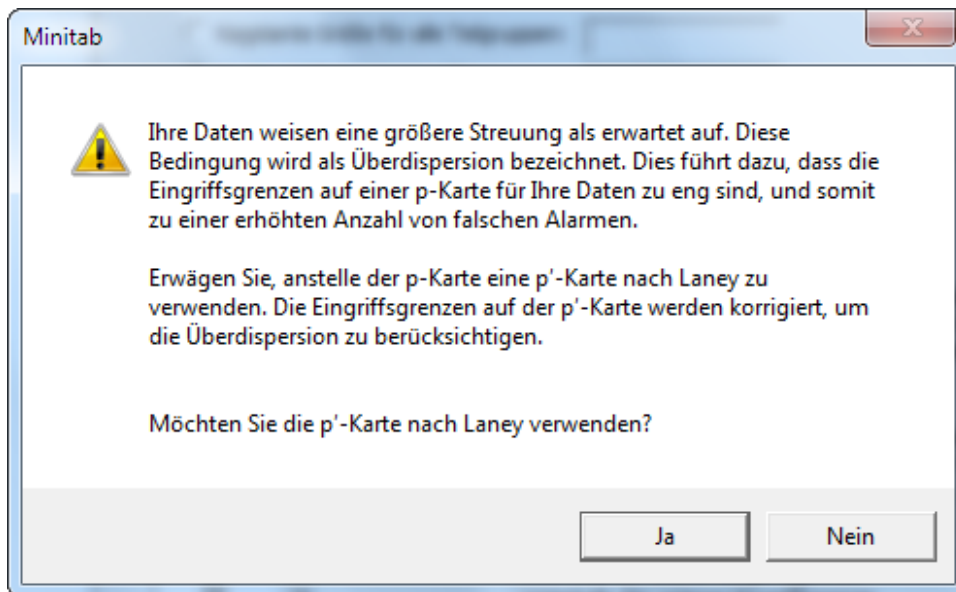 Minitab
Ihre Daten weisen eine größere Streuung als erwartet auf. Diese
Bedingung wird als Überdispersion bezeichnet. Dies führt dazu, dass die
Eingriffsgrenzen auf einer p-Karte für Ihre Daten zu eng sind, und somit
zu einer erhöhten Anzahl von falschen Alarmen.
Erwägen Sie, anstelle der p-Karte eine p'-Karte nach Laney zu
verwenden. Die Eingriffsgrenzen auf der p'-Karte werden korrigiert, um
die Überdispersion zu berücksichtigen.
Möchten Sie die p'-Karte nach Laney verwenden?
Ja
Nein